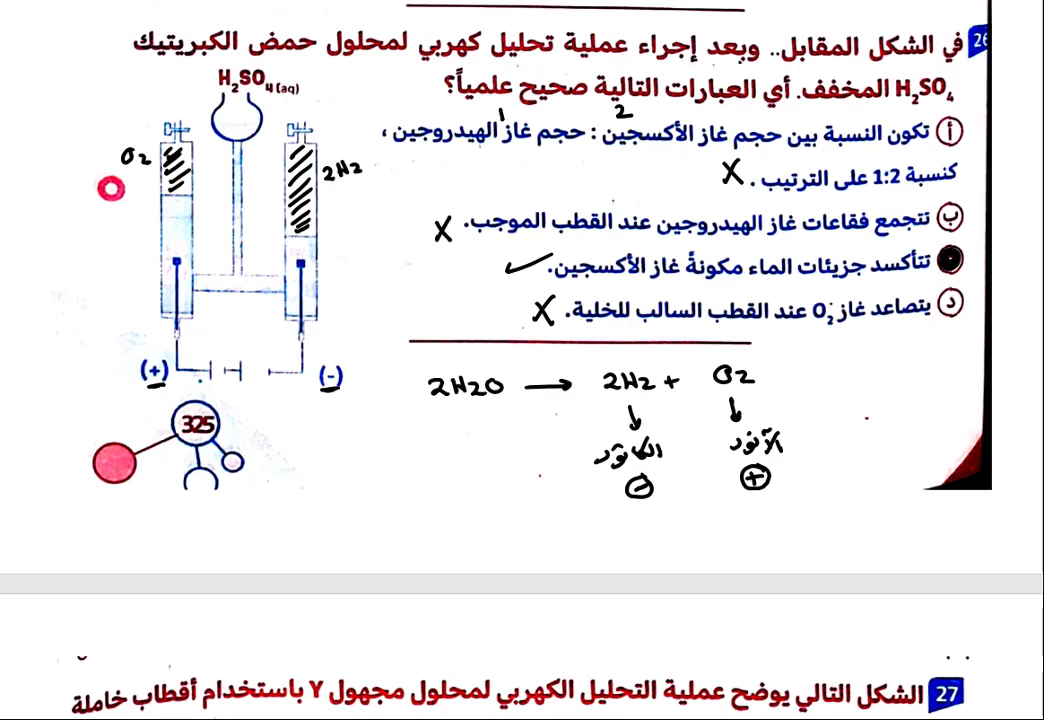 26 في الشكل المقابل.. وبعد إجراء عملية تحليل كهربي لمحلول حمض الكبريتيك
H₂SO₄ المخفف. أي العبارات التالية صحيح علمياً؟
H₂SO₄(aq)
1 2
أ تكون النسبة بين حجم غاز الأكسجين : حجم غاز الهيدروجين ،
كنسبة 1:2 على الترتيب . X
ب تتجمع فقاعات غاز الهيدروجين عند القطب الموجب. X
تتأكسد جزيئات الماء مكونةً غاز الأكسجين. ✓
د يتصاعد غاز O₂ عند القطب السالب للخلية. X
O2
2H2
(+) (-)
2H2O ⟶ 2H2 + O2
↓ ↓
الكاثود الآنود
⊖ ⊕
325
27 الشكل التالي يوضح عملية التحليل الكهربي لمحلول مجهول Y باستخدام أقطاب خاملة